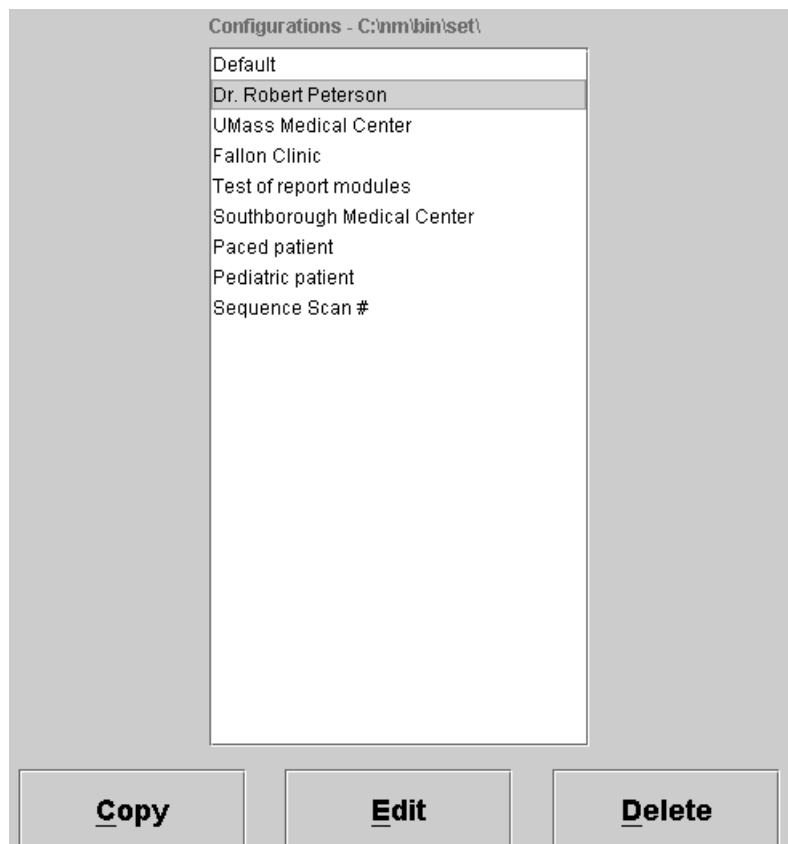 Configurations - C:\nm\bin\set\
Default
Dr. Robert Peterson
UMass Medical Center
Fallon Clinic
Test of report modules
Southborough Medical Center
Paced patient
Pediatric patient
Sequence Scan #
Copy
Edit
Delete